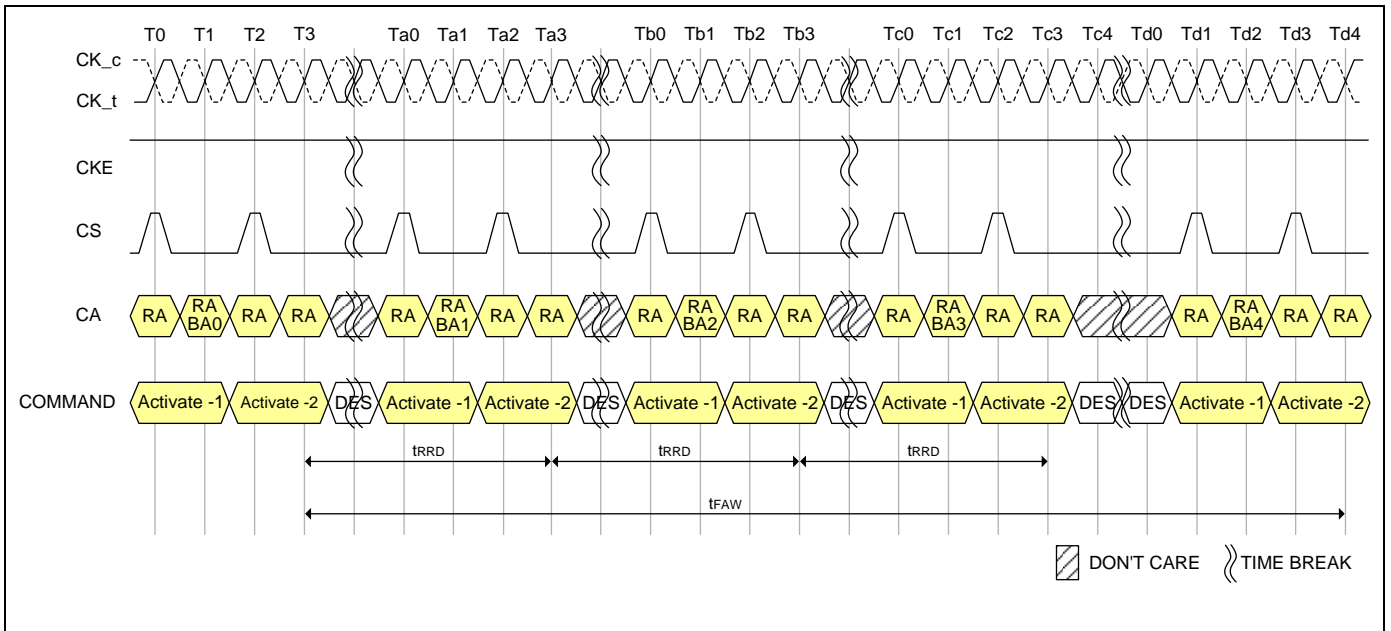 T0 T1 T2 T3 Ta0 Ta1 Ta2 Ta3 Tb0 Tb1 Tb2 Tb3 Tc0 Tc1 Tc2 Tc3 Tc4 Td0 Td1 Td2 Td3 Td4
CK_c
CK_t
CKE
CS
CA RA RA BA0 RA RA RA RA BA1 RA RA RA RA BA2 RA RA RA RA BA3 RA RA RA RA BA4 RA RA
COMMAND Activate -1 Activate -2 DES Activate -1 Activate -2 DES Activate -1 Activate -2 DES Activate -1 Activate -2 DES DES Activate -1 Activate -2
tRRD tRRD tRRD
tFAW
DON'T CARE TIME BREAK